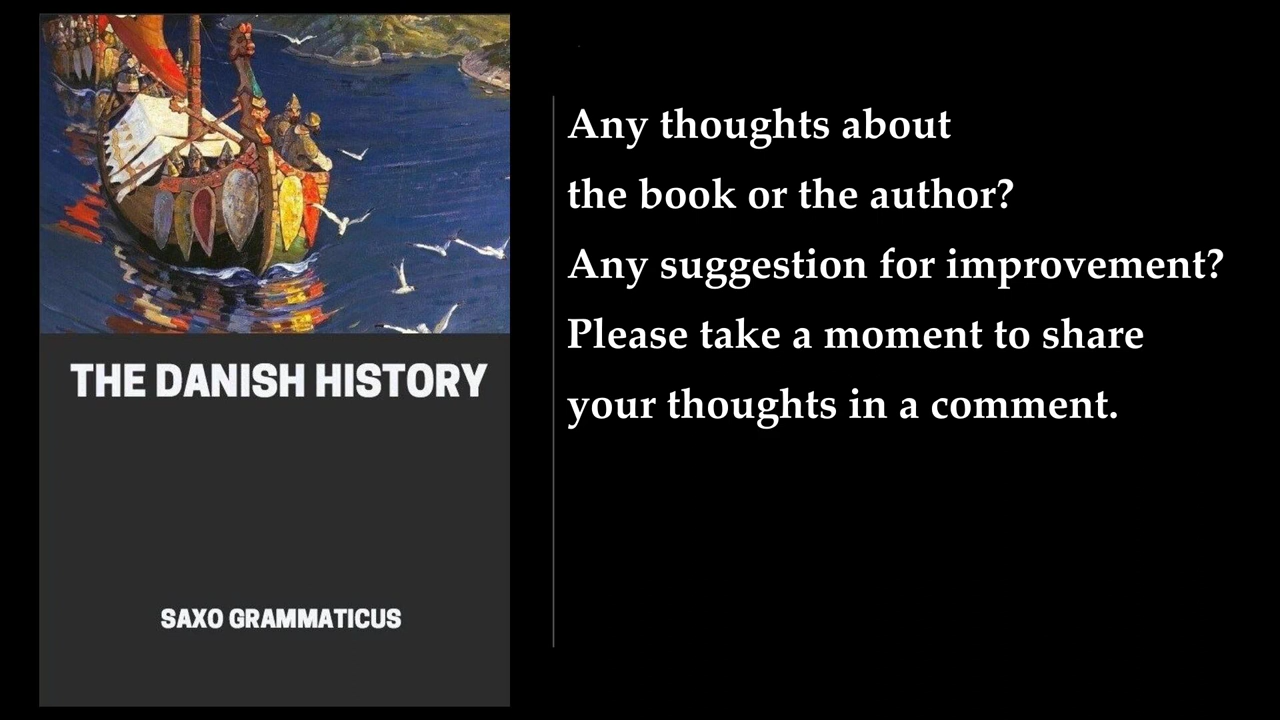 THE DANISH HISTORY
SAXO GRAMMATICUS
Any thoughts about
the book or the author?
Any suggestion for improvement?
Please take a moment to share
your thoughts in a comment.